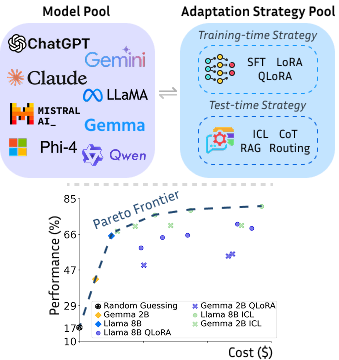 Model Pool
ChatGPT
Gemini
Claude
LLaMA
MISTRAL
AI_
Gemma
Phi-4
Qwen
Adaptation Strategy Pool
Training-time Strategy
SFT LoRA
QLoRA
Test-time Strategy
ICL CoT
RAG Routing
Performance (%)
85
66
47
29
17
10
Pareto Frontier
Random Guessing
Gemma 2B
Llama 8B
Llama 8B QLoRA
Gemma 2B QLoRA
Llama 8B ICL
Gemma 2B ICL
Cost ($)